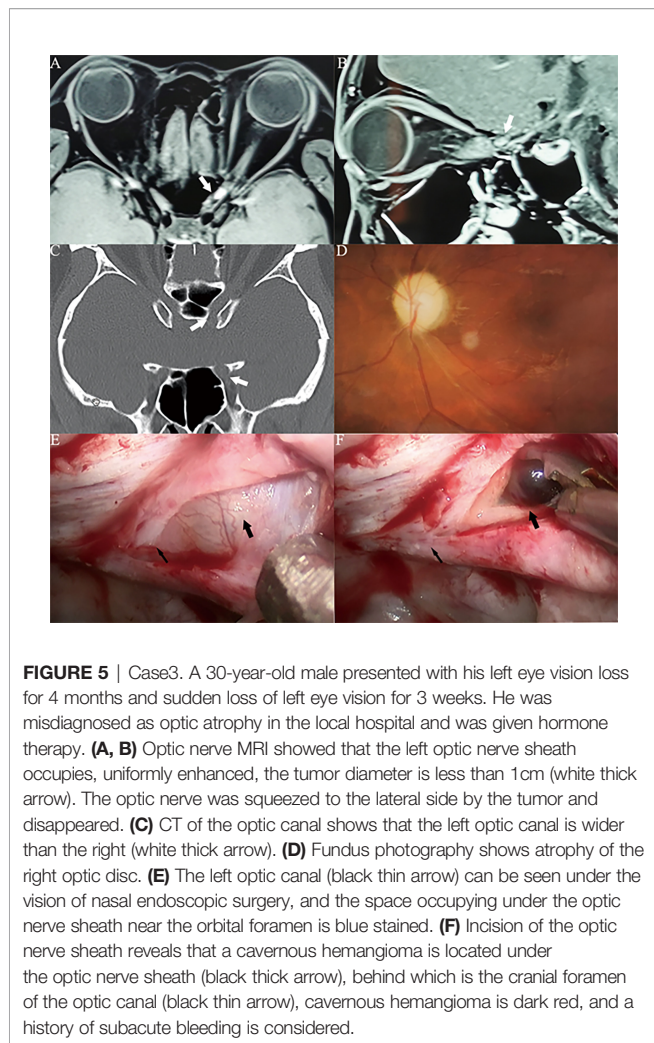 A
B
C
D
E
F
FIGURE 5 | Case3. A 30-year-old male presented with his left eye vision loss
for 4 months and sudden loss of left eye vision for 3 weeks. He was
misdiagnosed as optic atrophy in the local hospital and was given hormone
therapy. (A, B) Optic nerve MRI showed that the left optic nerve sheath
occupies, uniformly enhanced, the tumor diameter is less than 1cm (white thick
arrow). The optic nerve was squeezed to the lateral side by the tumor and
disappeared. (C) CT of the optic canal shows that the left optic canal is wider
than the right (white thick arrow). (D) Fundus photography shows atrophy of the
right optic disc. (E) The left optic canal (black thin arrow) can be seen under the
vision of nasal endoscopic surgery, and the space occupying under the optic
nerve sheath near the orbital foramen is blue stained. (F) Incision of the optic
nerve sheath reveals that a cavernous hemangioma is located under
the optic nerve sheath (black thick arrow), behind which is the cranial foramen
of the optic canal (black thin arrow), cavernous hemangioma is dark red, and a
history of subacute bleeding is considered.